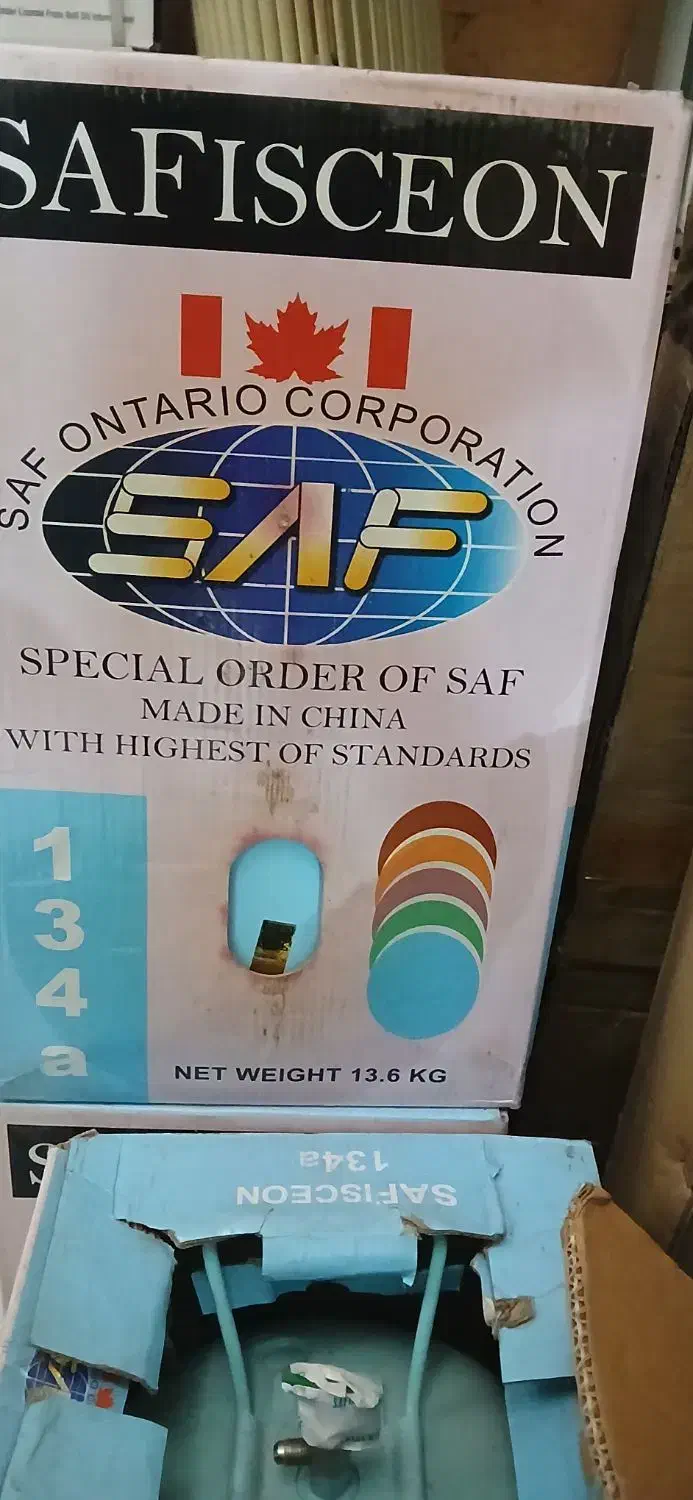 SAFISCEON
SAF ONTARIO CORPORATION
SAF
SPECIAL ORDER OF SAF
MADE IN CHINA
WITH HIGHEST OF STANDARDS
1
3
4
a
NET WEIGHT 13.6 KG
SAFISCEON
134a